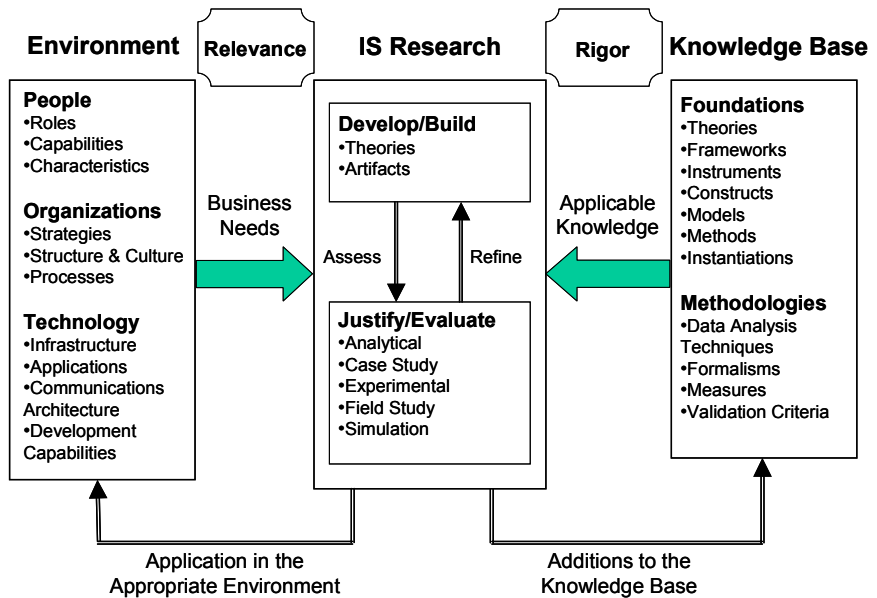 Environment
Relevance
IS Research
Rigor
Knowledge Base
People
•Roles
•Capabilities
•Characteristics
Organizations
•Strategies
•Structure & Culture
•Processes
Technology
•Infrastructure
•Applications
•Communications
Architecture
•Development
Capabilities
Business
Needs
Develop/Build
•Theories
•Artifacts
Assess
Refine
Justify/Evaluate
•Analytical
•Case Study
•Experimental
•Field Study
•Simulation
Applicable
Knowledge
Foundations
•Theories
•Frameworks
•Instruments
•Constructs
•Models
•Methods
•Instantiations
Methodologies
•Data Analysis
Techniques
•Formalisms
•Measures
•Validation Criteria
Application in the
Appropriate Environment
Additions to the
Knowledge Base